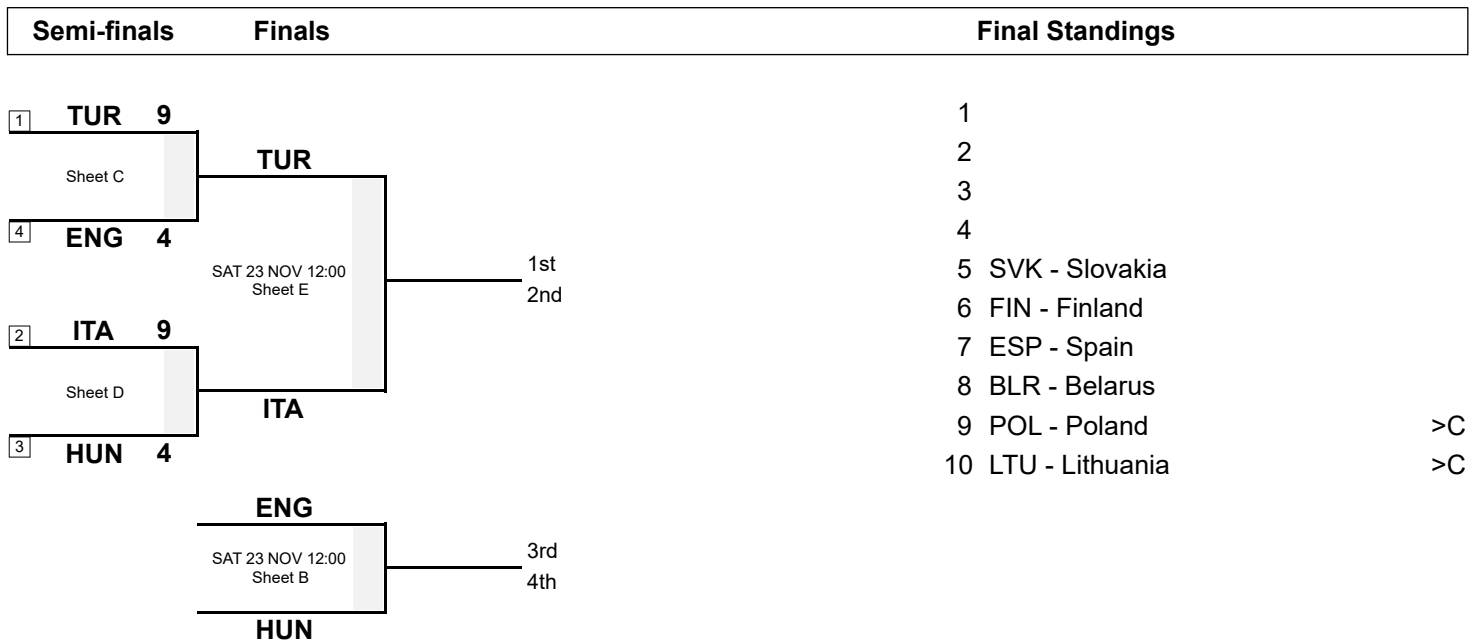 Semi-finals Finals Final Standings
1 TUR 9
Sheet C
4 ENG 4
2 ITA 9
Sheet D
3 HUN 4
TUR
SAT 23 NOV 12:00
Sheet E
ITA
1st
2nd
ENG
SAT 23 NOV 12:00
Sheet B
HUN
3rd
4th
1
2
3
4
5 SVK - Slovakia
6 FIN - Finland
7 ESP - Spain
8 BLR - Belarus
9 POL - Poland >C
10 LTU - Lithuania >C